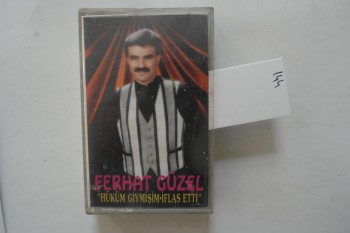 FERHAT GÜZEL
"HÜKÜM GİYMİŞİM-İFLAS ETTİ"
144